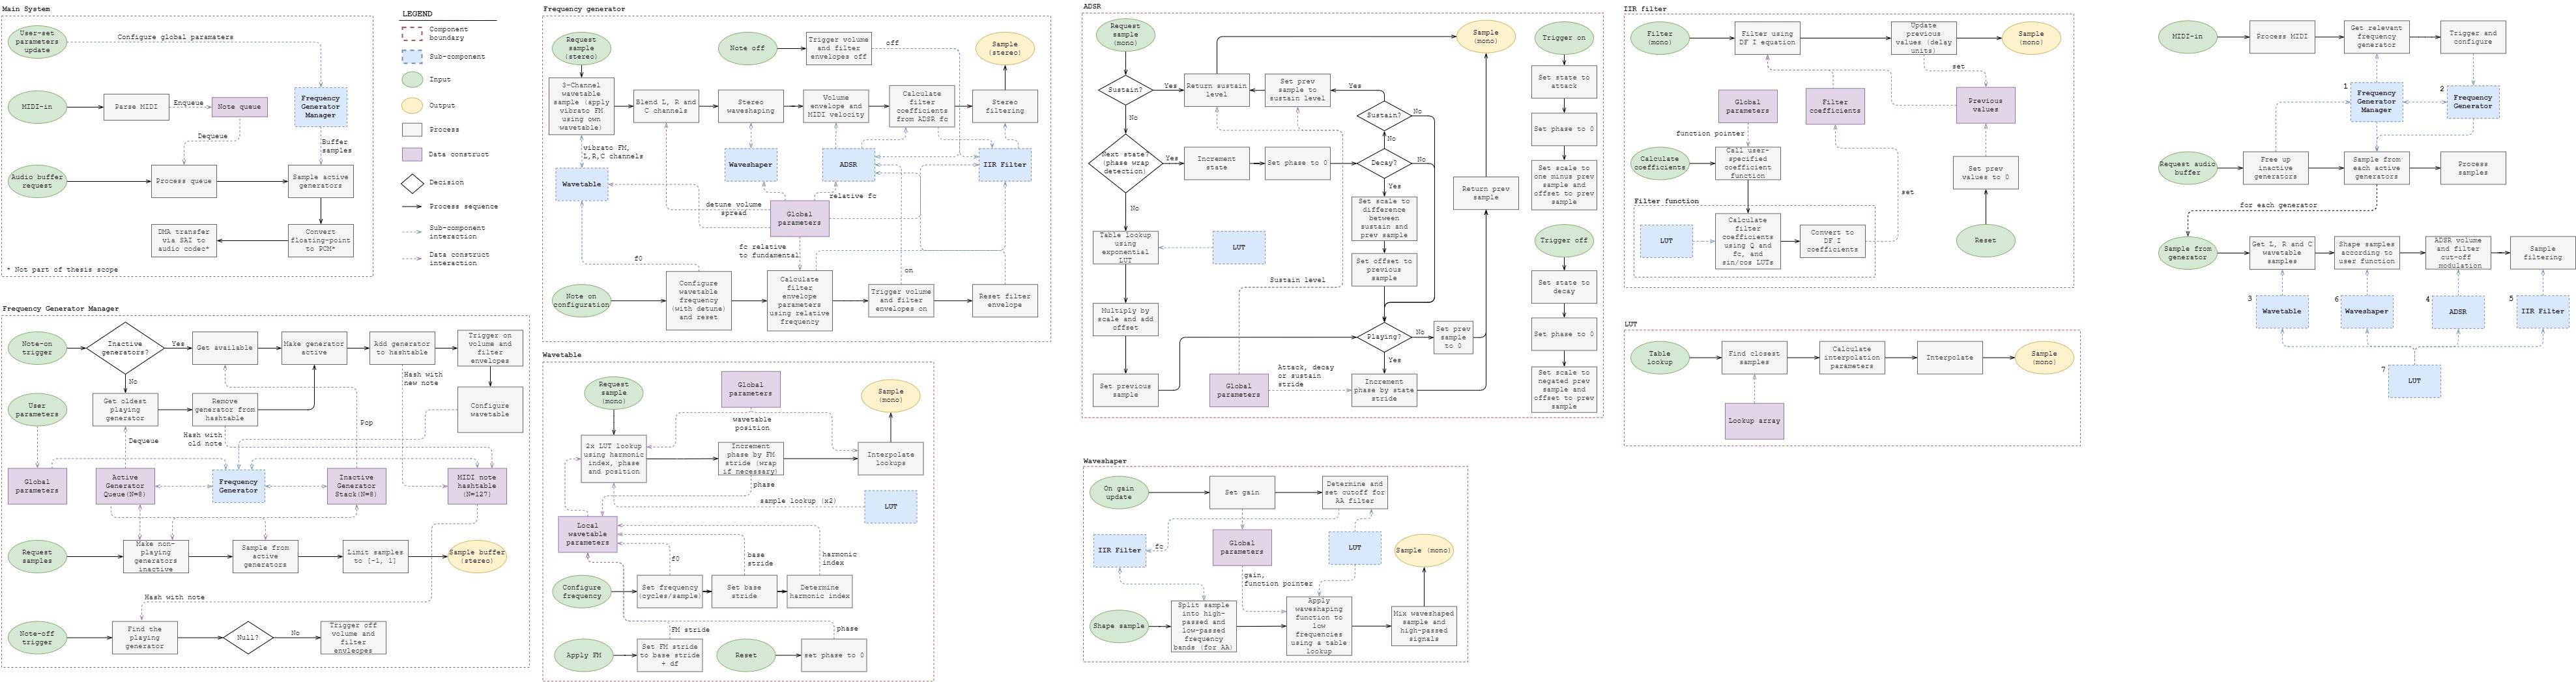 Main System
User-set
parameters
update
Configure global paramaters
MIDI-in
Parse MIDI
Enqueue
Note queue
Frequency
Generator
Manager
Dequeue
Buffer
samples
Audio buffer
request
Process queue
Sample active
generators
DMA transfer
via SAI to
audio codec*
Convert
floating-point
to PCM*
* Not part of thesis scope
LEGEND
Component
boundary
Sub-component
Input
Output
Process
Data construct
Decision
Process sequence
Sub-component
interaction
Data construct
interaction
Frequency Generator Manager
Note-on
trigger
Inactive
generators?
Yes
Get available
Make generator
active
Add generator
to hashtable
Trigger on
volume and
filter
envelopes
No
Hash with
new note
User
parameters
Get oldest
playing
generator
Remove
generator from
hashtable
Configure
wavetable
Pop
Dequeue
Hash with
old note
Global
parameters
Active
Generator
Queue(N=8)
Frequency
Generator
Inactive
Generator
Stack(N=8)
MIDI note
hashtable
(N=127)
Request
samples
Make non-
playing
generators
inactive
Sample from
active
generators
Limit samples
to [-1, 1]
Sample buffer
(stereo)
Hash with note
Note-off
trigger
Find the
playing
generator
Null?
No
Trigger off
volume and
filter
envleopes
Frequency generator
Request
sample
(stereo)
Note off
Trigger volume
and filter
envelopes off
off
Sample
(stereo)
3-Channel
wavetable
sample (apply
vibrato FM
using own
wavetable)
Blend L, R and
C channels
Stereo
waveshaping
Volume
envelope and
MIDI velocity
Calculate
filter
coefficients
from ADSR fc
Stereo
filtering
vibrato FM,
L,R,C channels
Wavetable
Waveshaper
ADSR
IIR Filter
detune volume
spread
relative fc
Global
parameters
fc relative
to fundamental
f0
on
Note on
configuration
Configure
wavetable
frequency
(with detune)
and reset
Calculate
filter
envelope
parameters
using relative
frequency
Trigger volume
and filter
envelopes on
Reset filter
envelope
Wavetable
Request
sample
(mono)
Global
parameters
Sample
(mono)
wavetable
position
2x LUT lookup
using harmonic
index, phase
and position
Increment
phase by FM
stride (wrap
if necessary)
Interpolate
lookups
phase
sample lookup (x2)
LUT
Local
wavetable
parameters
f0
base
stride
harmonic
index
Configure
frequency
Set frequency
(cycles/sample)
Set base
stride
Determine
harmonic index
FM stride
phase
Apply FM
Set FM stride
to base stride
+ df
Reset
set phase to 0
ADSR
Request
sample
(mono)
Sample
(mono)
Trigger on
Sustain?
Yes
Return sustain
level
Set prev
sample to
sustain level
Yes
Set state to
attack
No
Sustain?
No
Set phase to 0
No
Next state?
(phase wrap
detection)
Yes
Increment
state
Set phase to 0
Decay?
No
Set scale to
one minus prev
sample and
offset to prev
sample
Yes
Return prev
sample
No
Set scale to
difference
between
sustain and
prev sample
Table lookup
using
exponential
LUT
LUT
Trigger off
Sustain level
Set offset to
previous
sample
Set state to
decay
Multiply by
scale and add
offset
Playing?
No
Set prev
sample
to 0
Set phase to 0
Yes
Set previous
sample
Global
parameters
Attack, decay
or sustain
stride
Increment
phase by state
stride
Set scale to
negated prev
sample and
offset to prev
sample
Waveshaper
On gain
update
Set gain
Determine and
set cutoff for
AA filter
IIR Filter
fc
Global
parameters
LUT
Sample (mono)
gain,
function pointer
Shape sample
Split sample
into high-
passed and
low-passed
frequency
bands (for AA)
Apply
waveshaping
function to
low
frequencies
using a table
lookup
Mix waveshaped
sample and
high-passed
signals
IIR filter
Filter
(mono)
Filter using
DF I equation
Update
previous
values (delay
units)
Sample
(mono)
set
Global
parameters
Filter
coefficients
Previous
values
function pointer
Calculate
coefficients
Call user-
specified
coefficient
function
Set prev
values to 0
set
Filter function
LUT
Calculate
filter
coefficients
using Q and
fc, and
sin/cos LUTs
Convert to
DF I
coefficients
Reset
LUT
Table
lookup
Find closest
samples
Calculate
interpolation
parameters
Interpolate
Sample
(mono)
Lookup array
MIDI-in
Process MIDI
Get relevant
frequency
generator
Trigger and
configure
1
Frequency
Generator
Manager
2
Frequency
Generator
Request audio
buffer
Free up
inactive
generators
Sample from
each active
generators
Process
samples
for each generator
Sample from
generator
Get L, R and C
wavetable
samples
Shape samples
according to
user function
ADSR volume
and filter
cut-off
modulation
Sample
filtering
3
Wavetable
6
Waveshaper
4
ADSR
5
IIR Filter
7
LUT